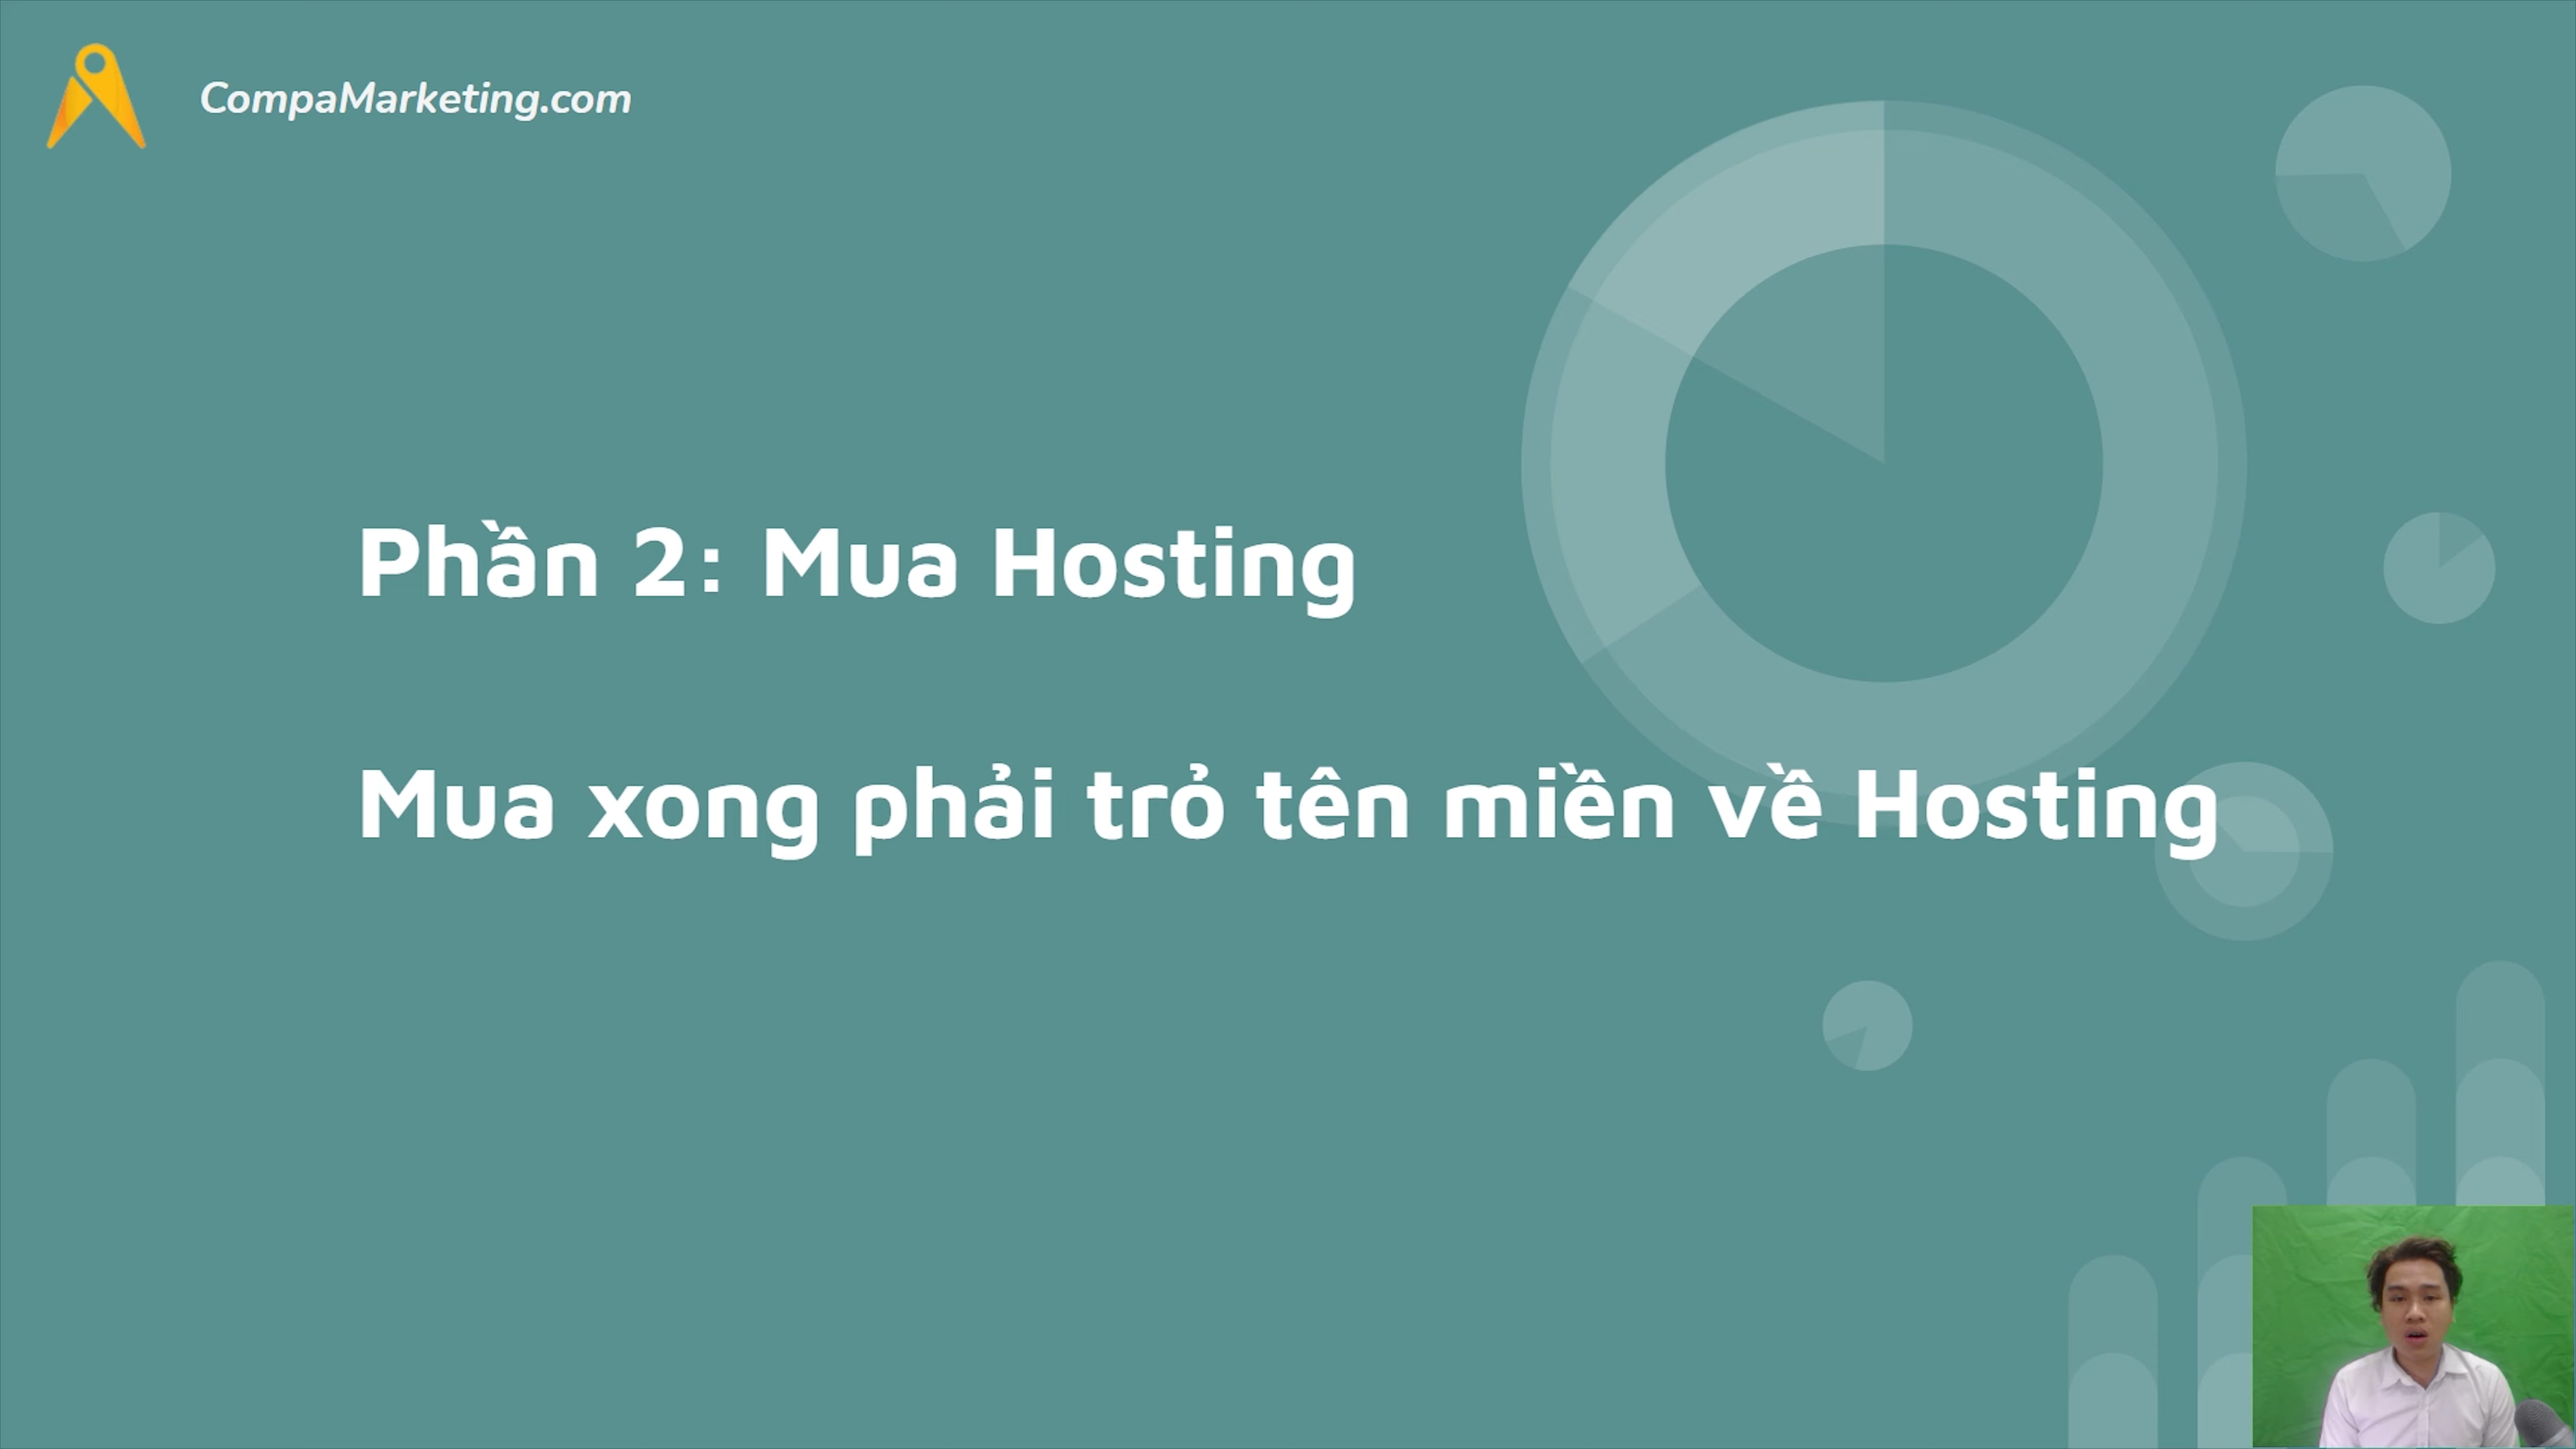 CompaMarketing.com
Phần 2: Mua Hosting
Mua xong phải trỏ tên miền về Hosting